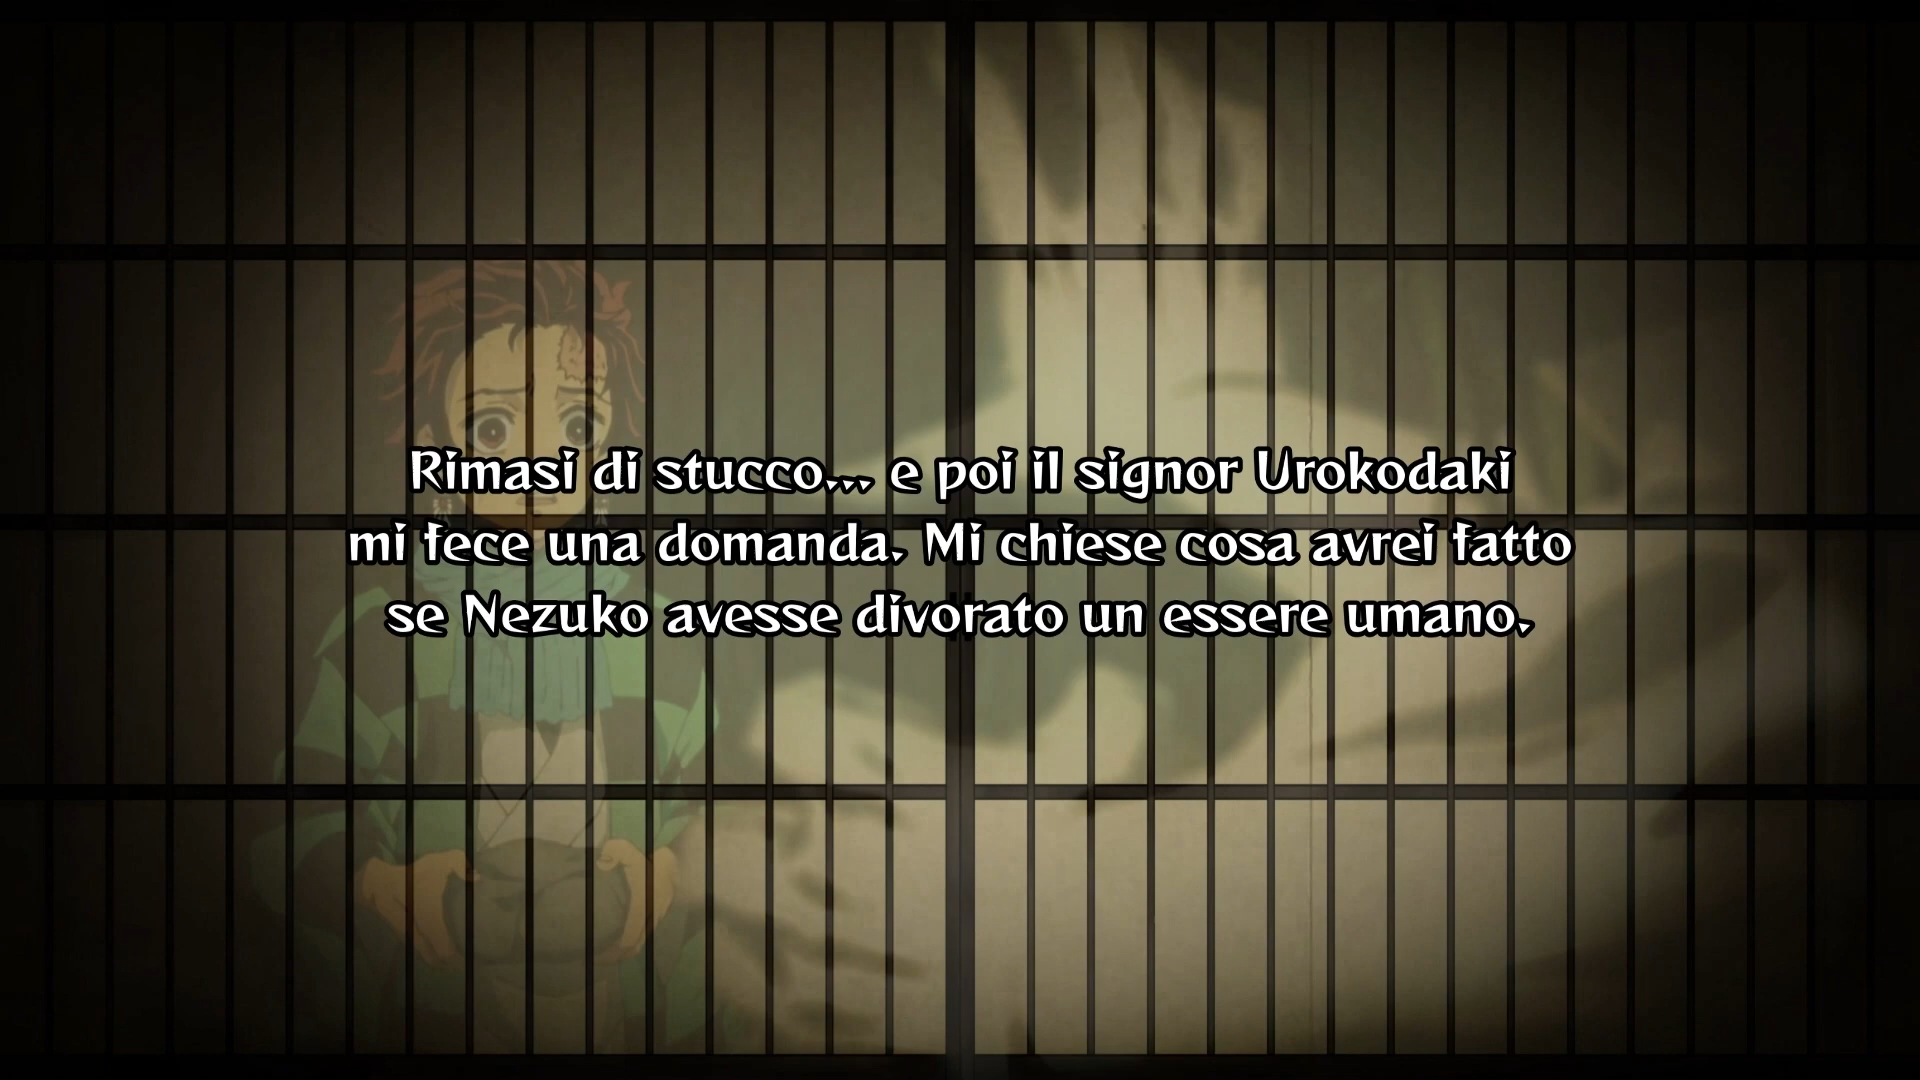 Rimasi di stucco... e poi il signor Urokodaki
mi fece una domanda. Mi chiese cosa avrei fatto
se Nezuko avesse divorato un essere umano.